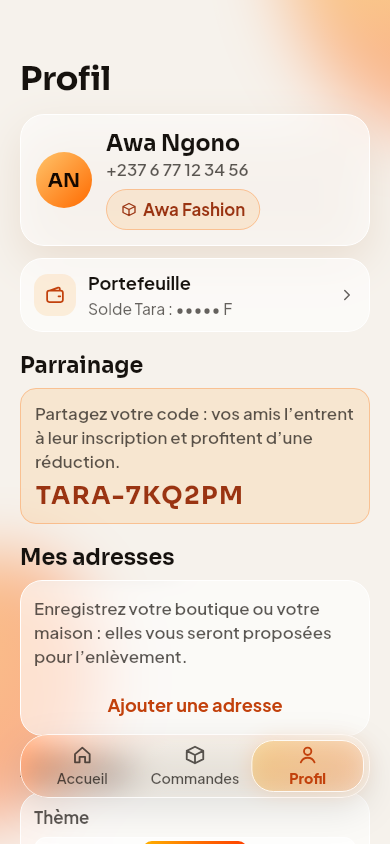 Profil
Awa Ngono
+237 6 77 12 34 56
Awa Fashion
AN
Portefeuille
Solde Tara : ••••• F
Parrainage
Partagez votre code : vos amis l’entrent
à leur inscription et profitent d’une
réduction.
TARA-7KQ2PM
Mes adresses
Enregistrez votre boutique ou votre
maison : elles vous seront proposées
pour l’enlèvement.
Ajouter une adresse
Accueil
Commandes
Profil
Thème